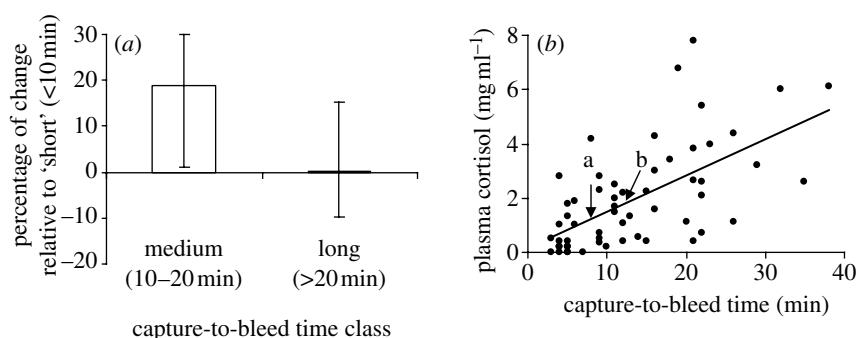 (a)
percentage of change
relative to 'short' (<10 min)
30
20
10
0
–10
–20
medium
(10–20 min)
long
(>20 min)
capture-to-bleed time class
(b)
plasma cortisol (mg ml⁻¹)
8
6
4
2
0
a
b
0
10
20
30
40
capture-to-bleed time (min)